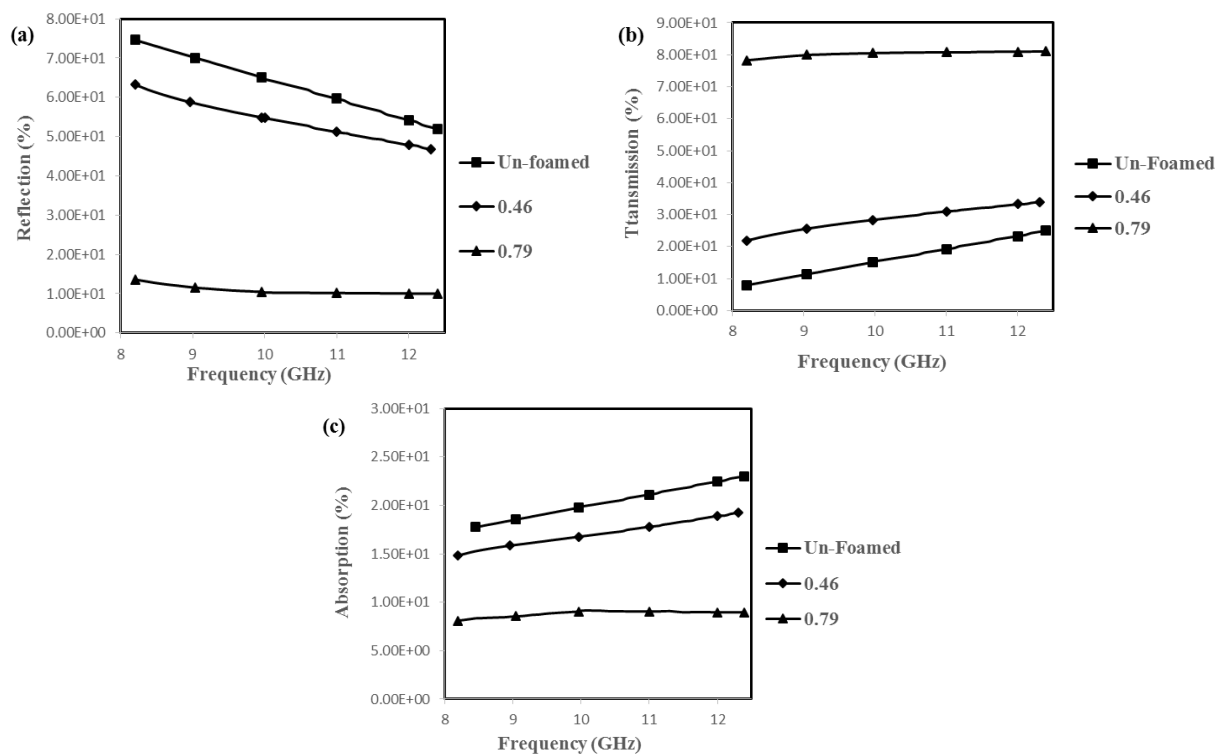 (a)
8.00E+01
7.00E+01
6.00E+01
5.00E+01
4.00E+01
3.00E+01
2.00E+01
1.00E+01
0.00E+00
Reflection (%)
8 9 10 11 12
Frequency (GHz)
Un-foamed
0.46
0.79
(b)
9.00E+01
8.00E+01
7.00E+01
6.00E+01
5.00E+01
4.00E+01
3.00E+01
2.00E+01
1.00E+01
0.00E+00
Ttansmission (%)
8 9 10 11 12
Frequency (GHz)
Un-Foamed
0.46
0.79
(c)
3.00E+01
2.50E+01
2.00E+01
1.50E+01
1.00E+01
5.00E+00
0.00E+00
Absorption (%)
8 9 10 11 12
Frequency (GHz)
Un-Foamed
0.46
0.79